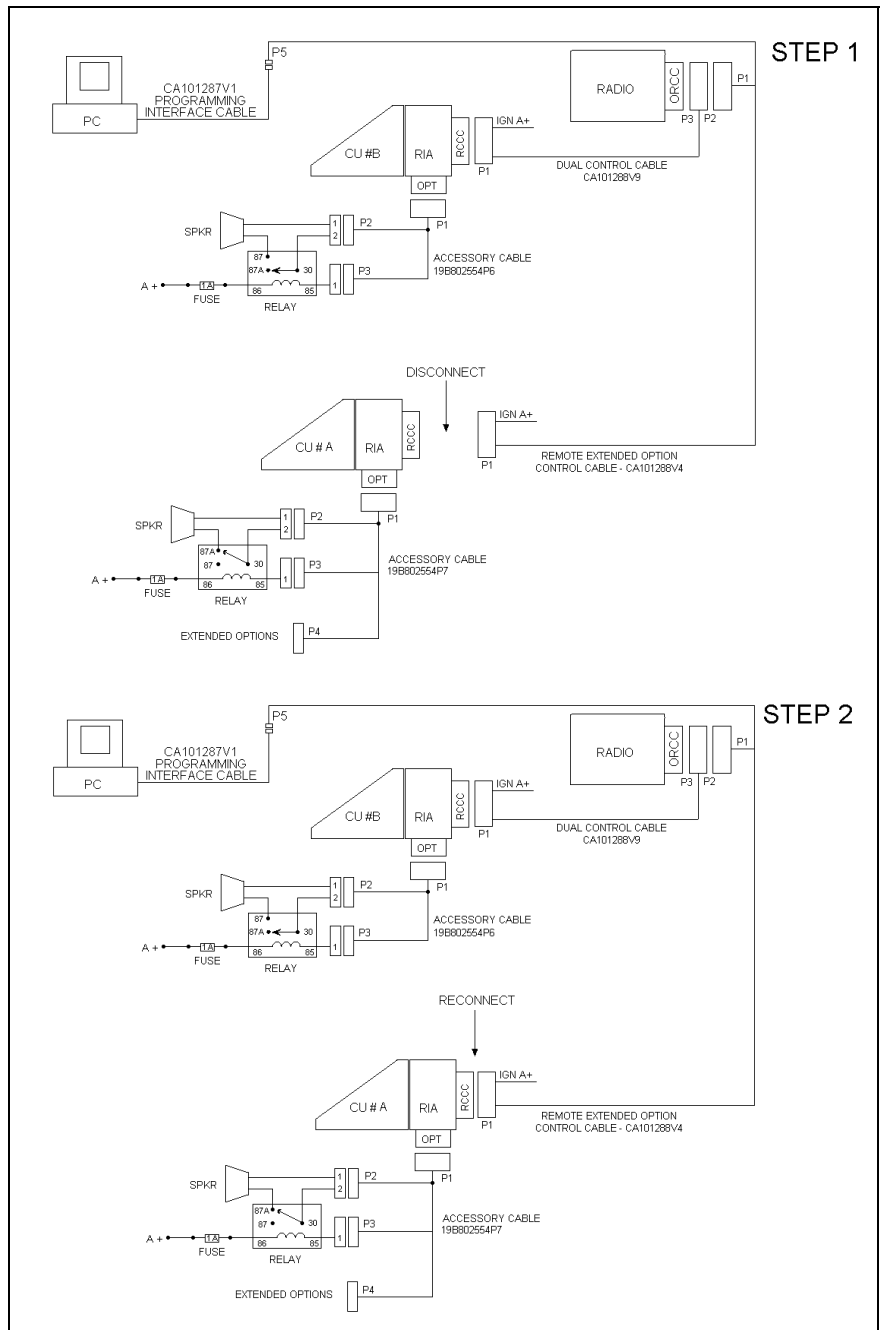 STEP 1
P5
PC
CA101287V1
PROGRAMMING
INTERFACE CABLE
RADIO
ORCC
P3
P2
P1
CU #B
RIA
RCCC
OPT
IGN A+
P1
DUAL CONTROL CABLE
CA101288V9
P1
SPKR
1
2
P2
87
87A
30
ACCESSORY CABLE
19B802554P6
1
P3
A +
1A
FUSE
86
85
RELAY
DISCONNECT
CU # A
RIA
RCCC
OPT
IGN A+
P1
REMOTE EXTENDED OPTION
CONTROL CABLE - CA101288V4
P1
SPKR
1
2
P2
87A
87
30
ACCESSORY CABLE
19B802554P7
1
P3
A +
1A
FUSE
86
85
RELAY
EXTENDED OPTIONS
P4
STEP 2
P5
PC
CA101287V1
PROGRAMMING
INTERFACE CABLE
RADIO
ORCC
P3
P2
P1
CU #B
RIA
RCCC
OPT
IGN A+
P1
DUAL CONTROL CABLE
CA101288V9
P1
SPKR
1
2
P2
87
87A
30
ACCESSORY CABLE
19B802554P6
1
P3
A +
1A
FUSE
86
85
RELAY
RECONNECT
CU # A
RIA
RCCC
OPT
IGN A+
P1
REMOTE EXTENDED OPTION
CONTROL CABLE - CA101288V4
P1
SPKR
1
2
P2
87A
87
30
ACCESSORY CABLE
19B802554P7
1
P3
A +
1A
FUSE
86
85
RELAY
EXTENDED OPTIONS
P4